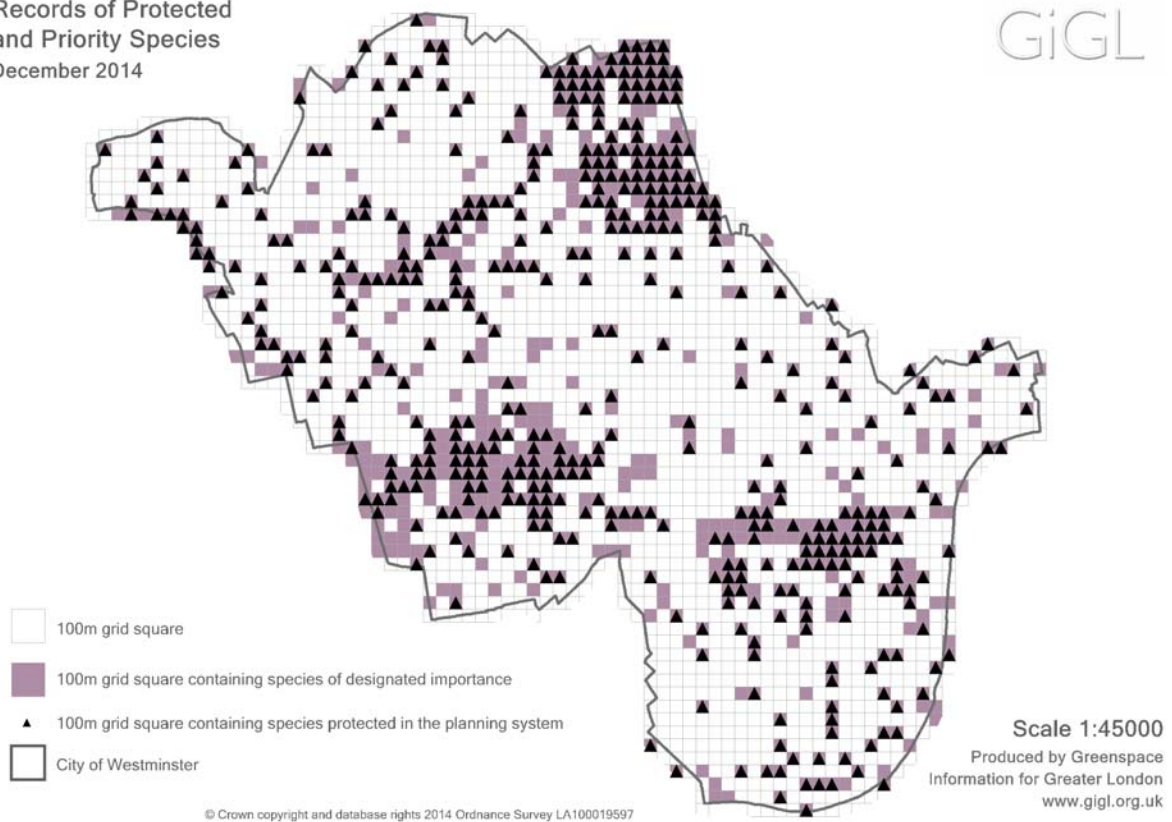 Records of Protected
and Priority Species
December 2014
GiGL
100m grid square
100m grid square containing species of designated importance
100m grid square containing species protected in the planning system
City of Westminster
© Crown copyright and database rights 2014 Ordnance Survey LA100019597
Scale 1:45000
Produced by Greenspace
Information for Greater London
www.gigl.org.uk